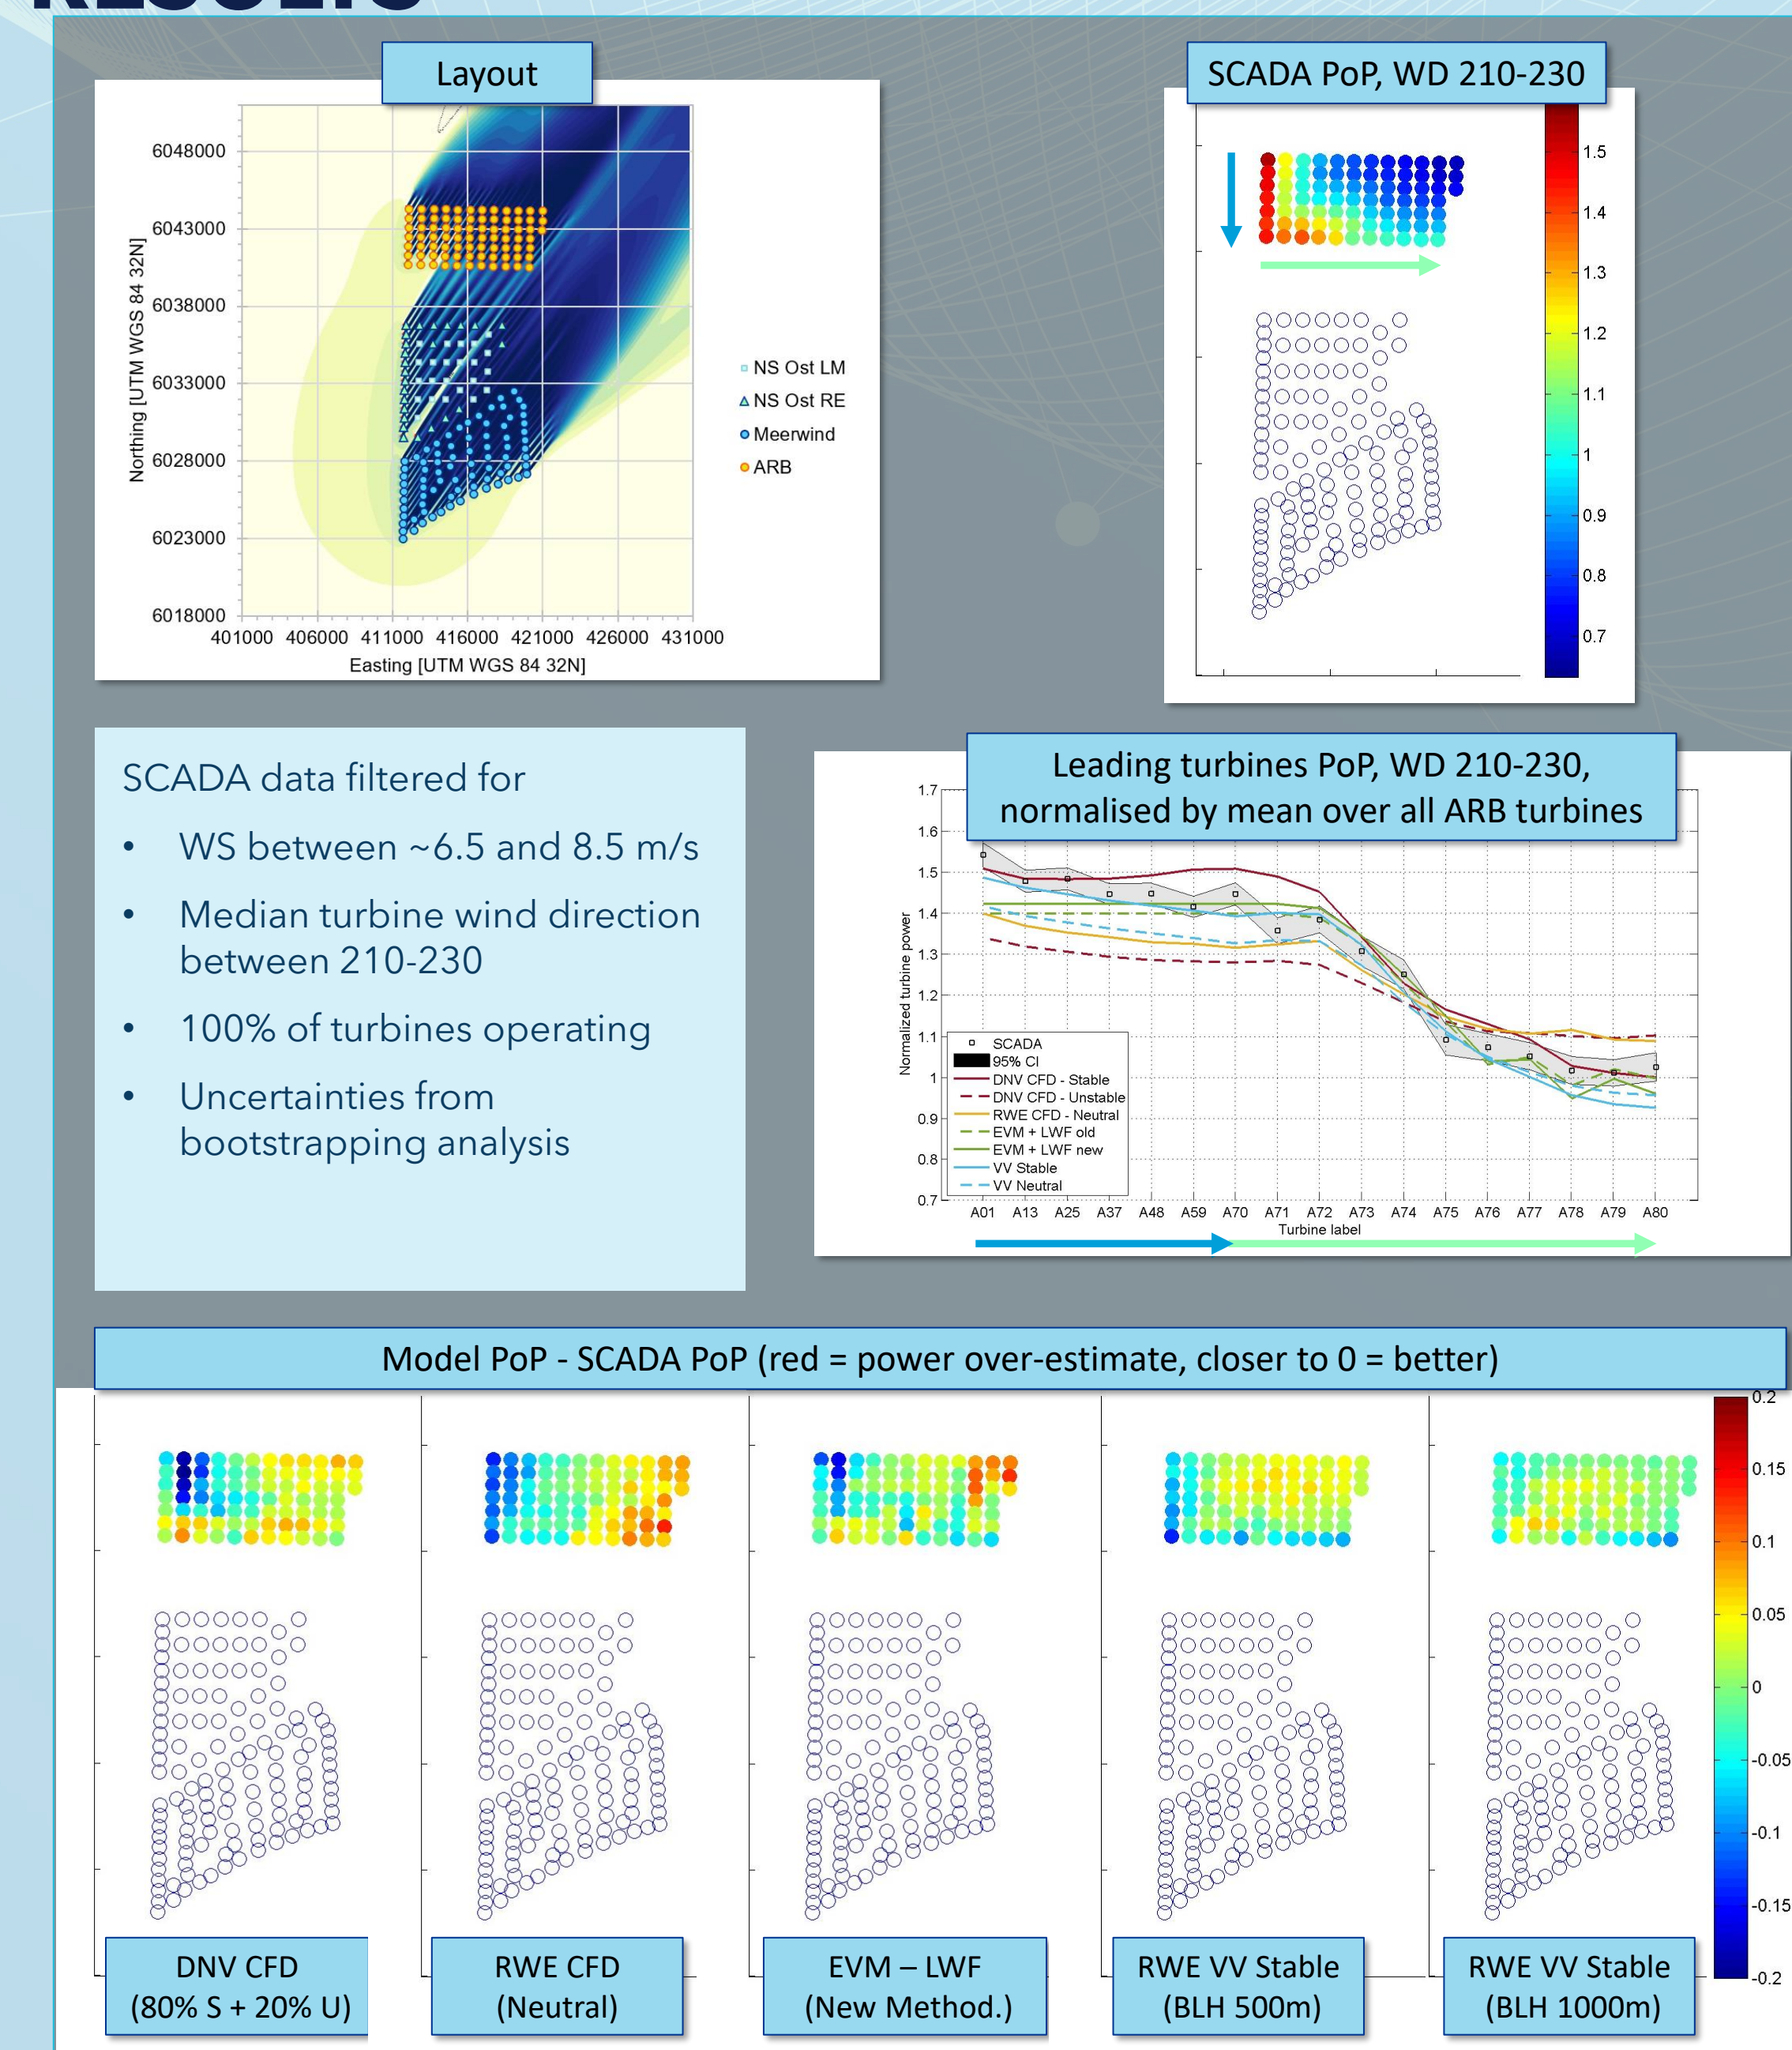 RESULTS
Layout
6048000
6043000
6038000
6033000
6028000
6023000
6018000
401000 406000 411000 416000 421000 426000 431000
Northing [UTM WGS 84 32N]
Easting [UTM WGS 84 32N]
NS Ost LM
NS Ost RE
Meerwind
ARB
SCADA PoP, WD 210-230
1.5
1.4
1.3
1.2
1.1
1
0.9
0.8
0.7
SCADA data filtered for
• WS between ~6.5 and 8.5 m/s
• Median turbine wind direction
between 210-230
• 100% of turbines operating
• Uncertainties from
bootstrapping analysis
Leading turbines PoP, WD 210-230,
normalised by mean over all ARB turbines
1.7
1.6
1.5
1.4
1.3
1.2
1.1
1
0.9
0.8
0.7
Normalized turbine power
SCADA
95% CI
DNV CFD - Stable
DNV CFD - Unstable
RWE CFD - Neutral
EVM + LWF old
EVM + LWF new
VV Stable
VV Neutral
A01 A13 A25 A37 A48 A59 A70 A71 A72 A73 A74 A75 A76 A77 A78 A79 A80
Turbine label
Model PoP - SCADA PoP (red = power over-estimate, closer to 0 = better)
0.2
0.15
0.1
0.05
0
-0.05
-0.1
-0.15
-0.2
DNV CFD
(80% S + 20% U)
RWE CFD
(Neutral)
EVM – LWF
(New Method.)
RWE VV Stable
(BLH 500m)
RWE VV Stable
(BLH 1000m)